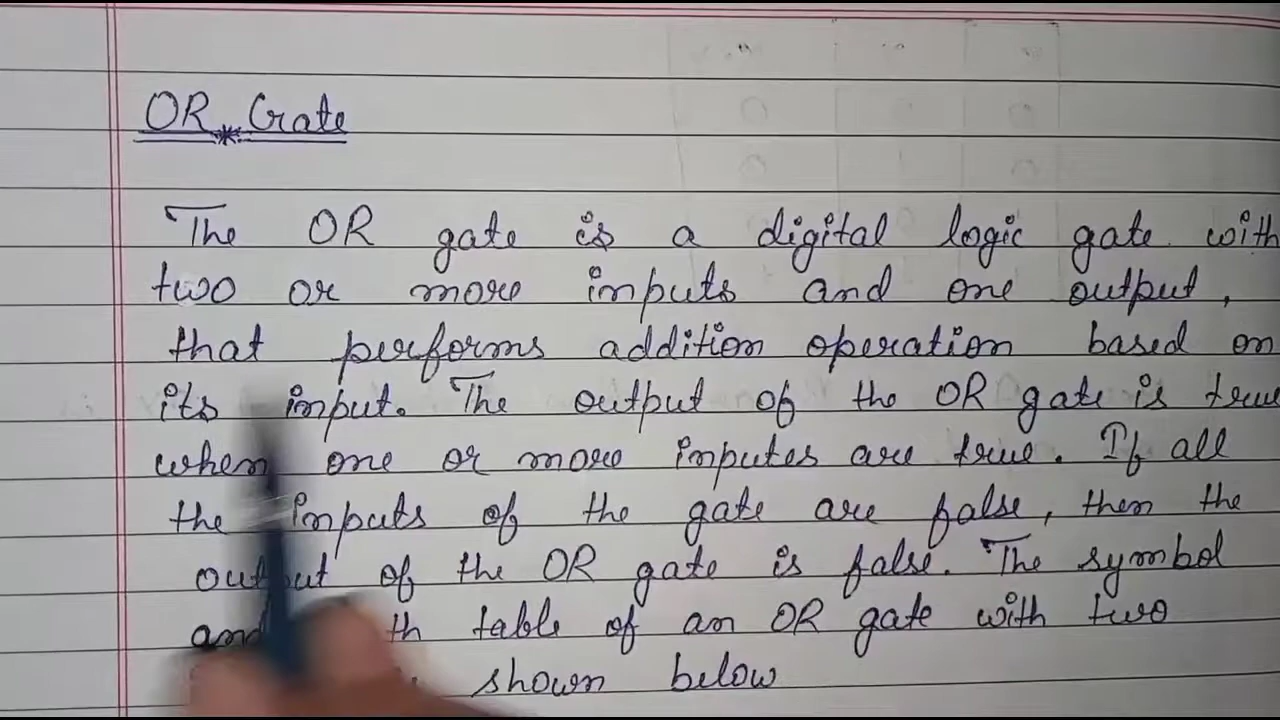 OR Gate
The OR gate is a digital logic gate with
two or more inputs and one output,
that performs addition operation based on
its input. The output of the OR gate is true
when one or more inputes are true. If all
the inputs of the gate are false, then the
output of the OR gate is false. The symbol
and table of an OR gate with two
shown below